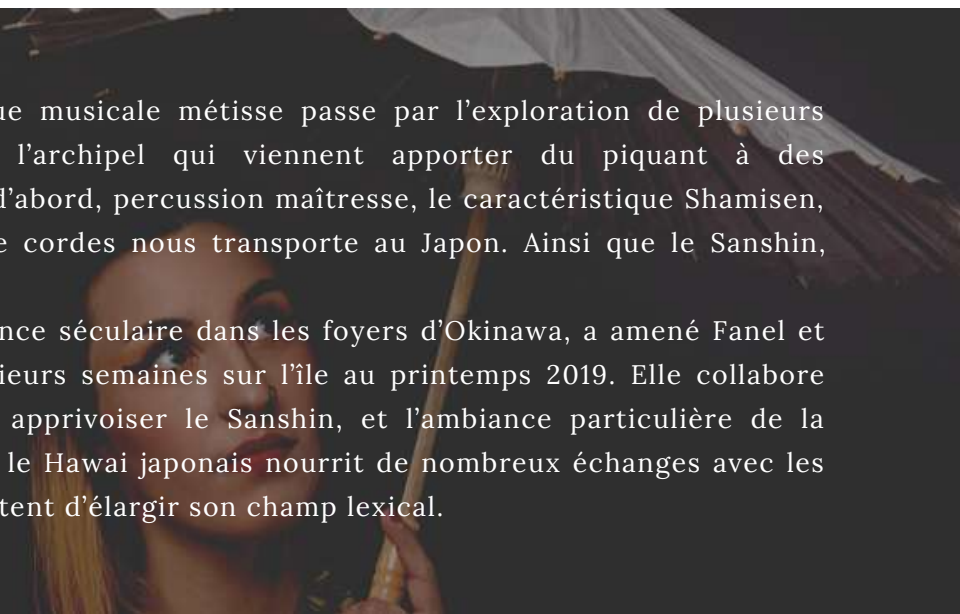 ue musicale métisse passe par l’exploration de plusieurs
l’archipel qui viennent apporter du piquant à des
d’abord, percussion maîtresse, le caractéristique Shamisen,
e cordes nous transporte au Japon. Ainsi que le Sanshin,
nce séculaire dans les foyers d’Okinawa, a amené Fanel et
ieurs semaines sur l’île au printemps 2019. Elle collabore
apprivoiser le Sanshin, et l’ambiance particulière de la
le Hawai japonais nourrit de nombreux échanges avec les
tent d’élargir son champ lexical.